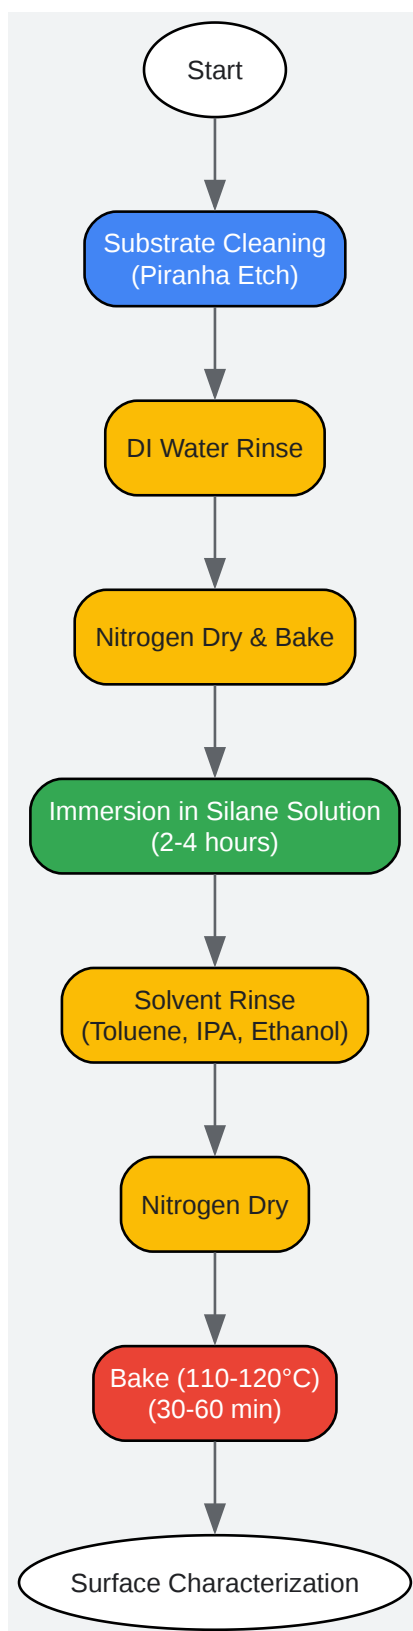 Start
Substrate Cleaning
(Piranha Etch)
DI Water Rinse
Nitrogen Dry & Bake
Immersion in Silane Solution
(2-4 hours)
Solvent Rinse
(Toluene, IPA, Ethanol)
Nitrogen Dry
Bake (110-120°C)
(30-60 min)
Surface Characterization